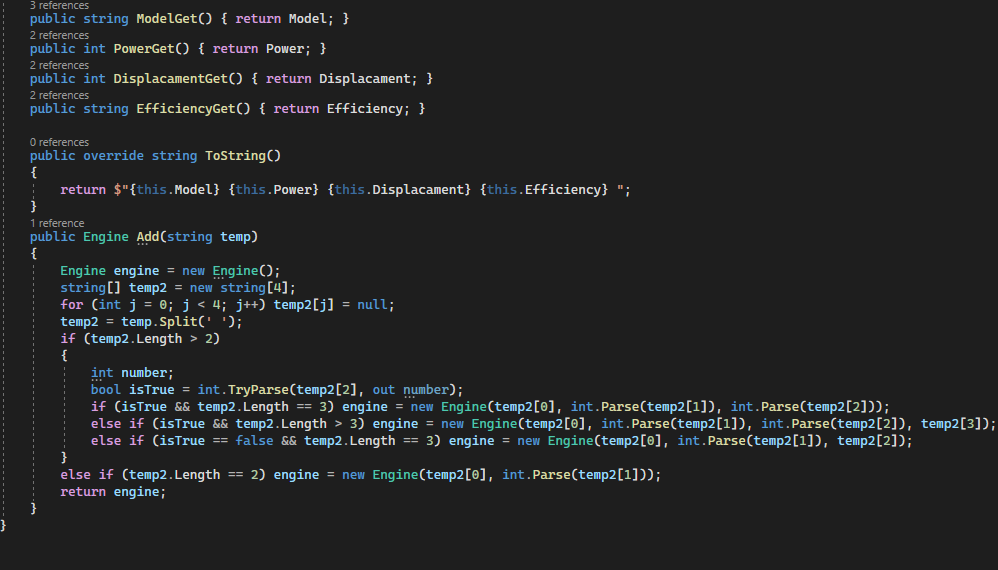 3 references
public string ModelGet() { return Model; }
2 references
public int PowerGet() { return Power; }
2 references
public int DisplacamentGet() { return Displacament; }
2 references
public string EfficiencyGet() { return Efficiency; }
0 references
public override string ToString()
{
return $"{this.Model} {this.Power} {this.Displacament} {this.Efficiency} ";
}
1 reference
public Engine Add(string temp)
{
Engine engine = new Engine();
string[] temp2 = new string[4];
for (int j = 0; j < 4; j++) temp2[j] = null;
temp2 = temp.Split(' ');
if (temp2.Length > 2)
{
int number;
bool isTrue = int.TryParse(temp2[2], out number);
if (isTrue && temp2.Length == 3) engine = new Engine(temp2[0], int.Parse(temp2[1]), int.Parse(temp2[2]));
else if (isTrue && temp2.Length > 3) engine = new Engine(temp2[0], int.Parse(temp2[1]), int.Parse(temp2[2]), temp2[3]);
else if (isTrue == false && temp2.Length == 3) engine = new Engine(temp2[0], int.Parse(temp2[1]), temp2[2]);
}
else if (temp2.Length == 2) engine = new Engine(temp2[0], int.Parse(temp2[1]));
return engine;
}
}